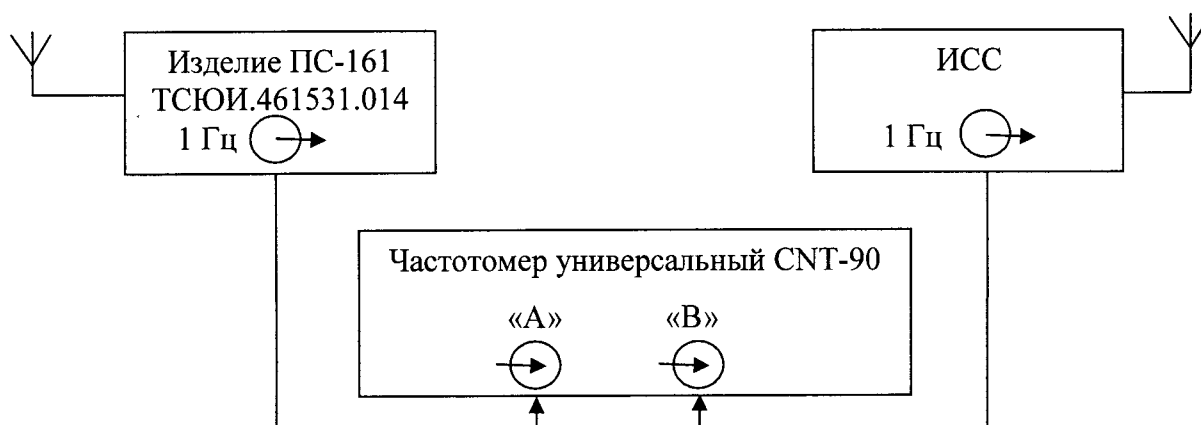 Изделие ПС-161
ТСЮИ.461531.014
1 Гц
ИСС
1 Гц
Частотомер универсальный CNT-90
«А» «В»